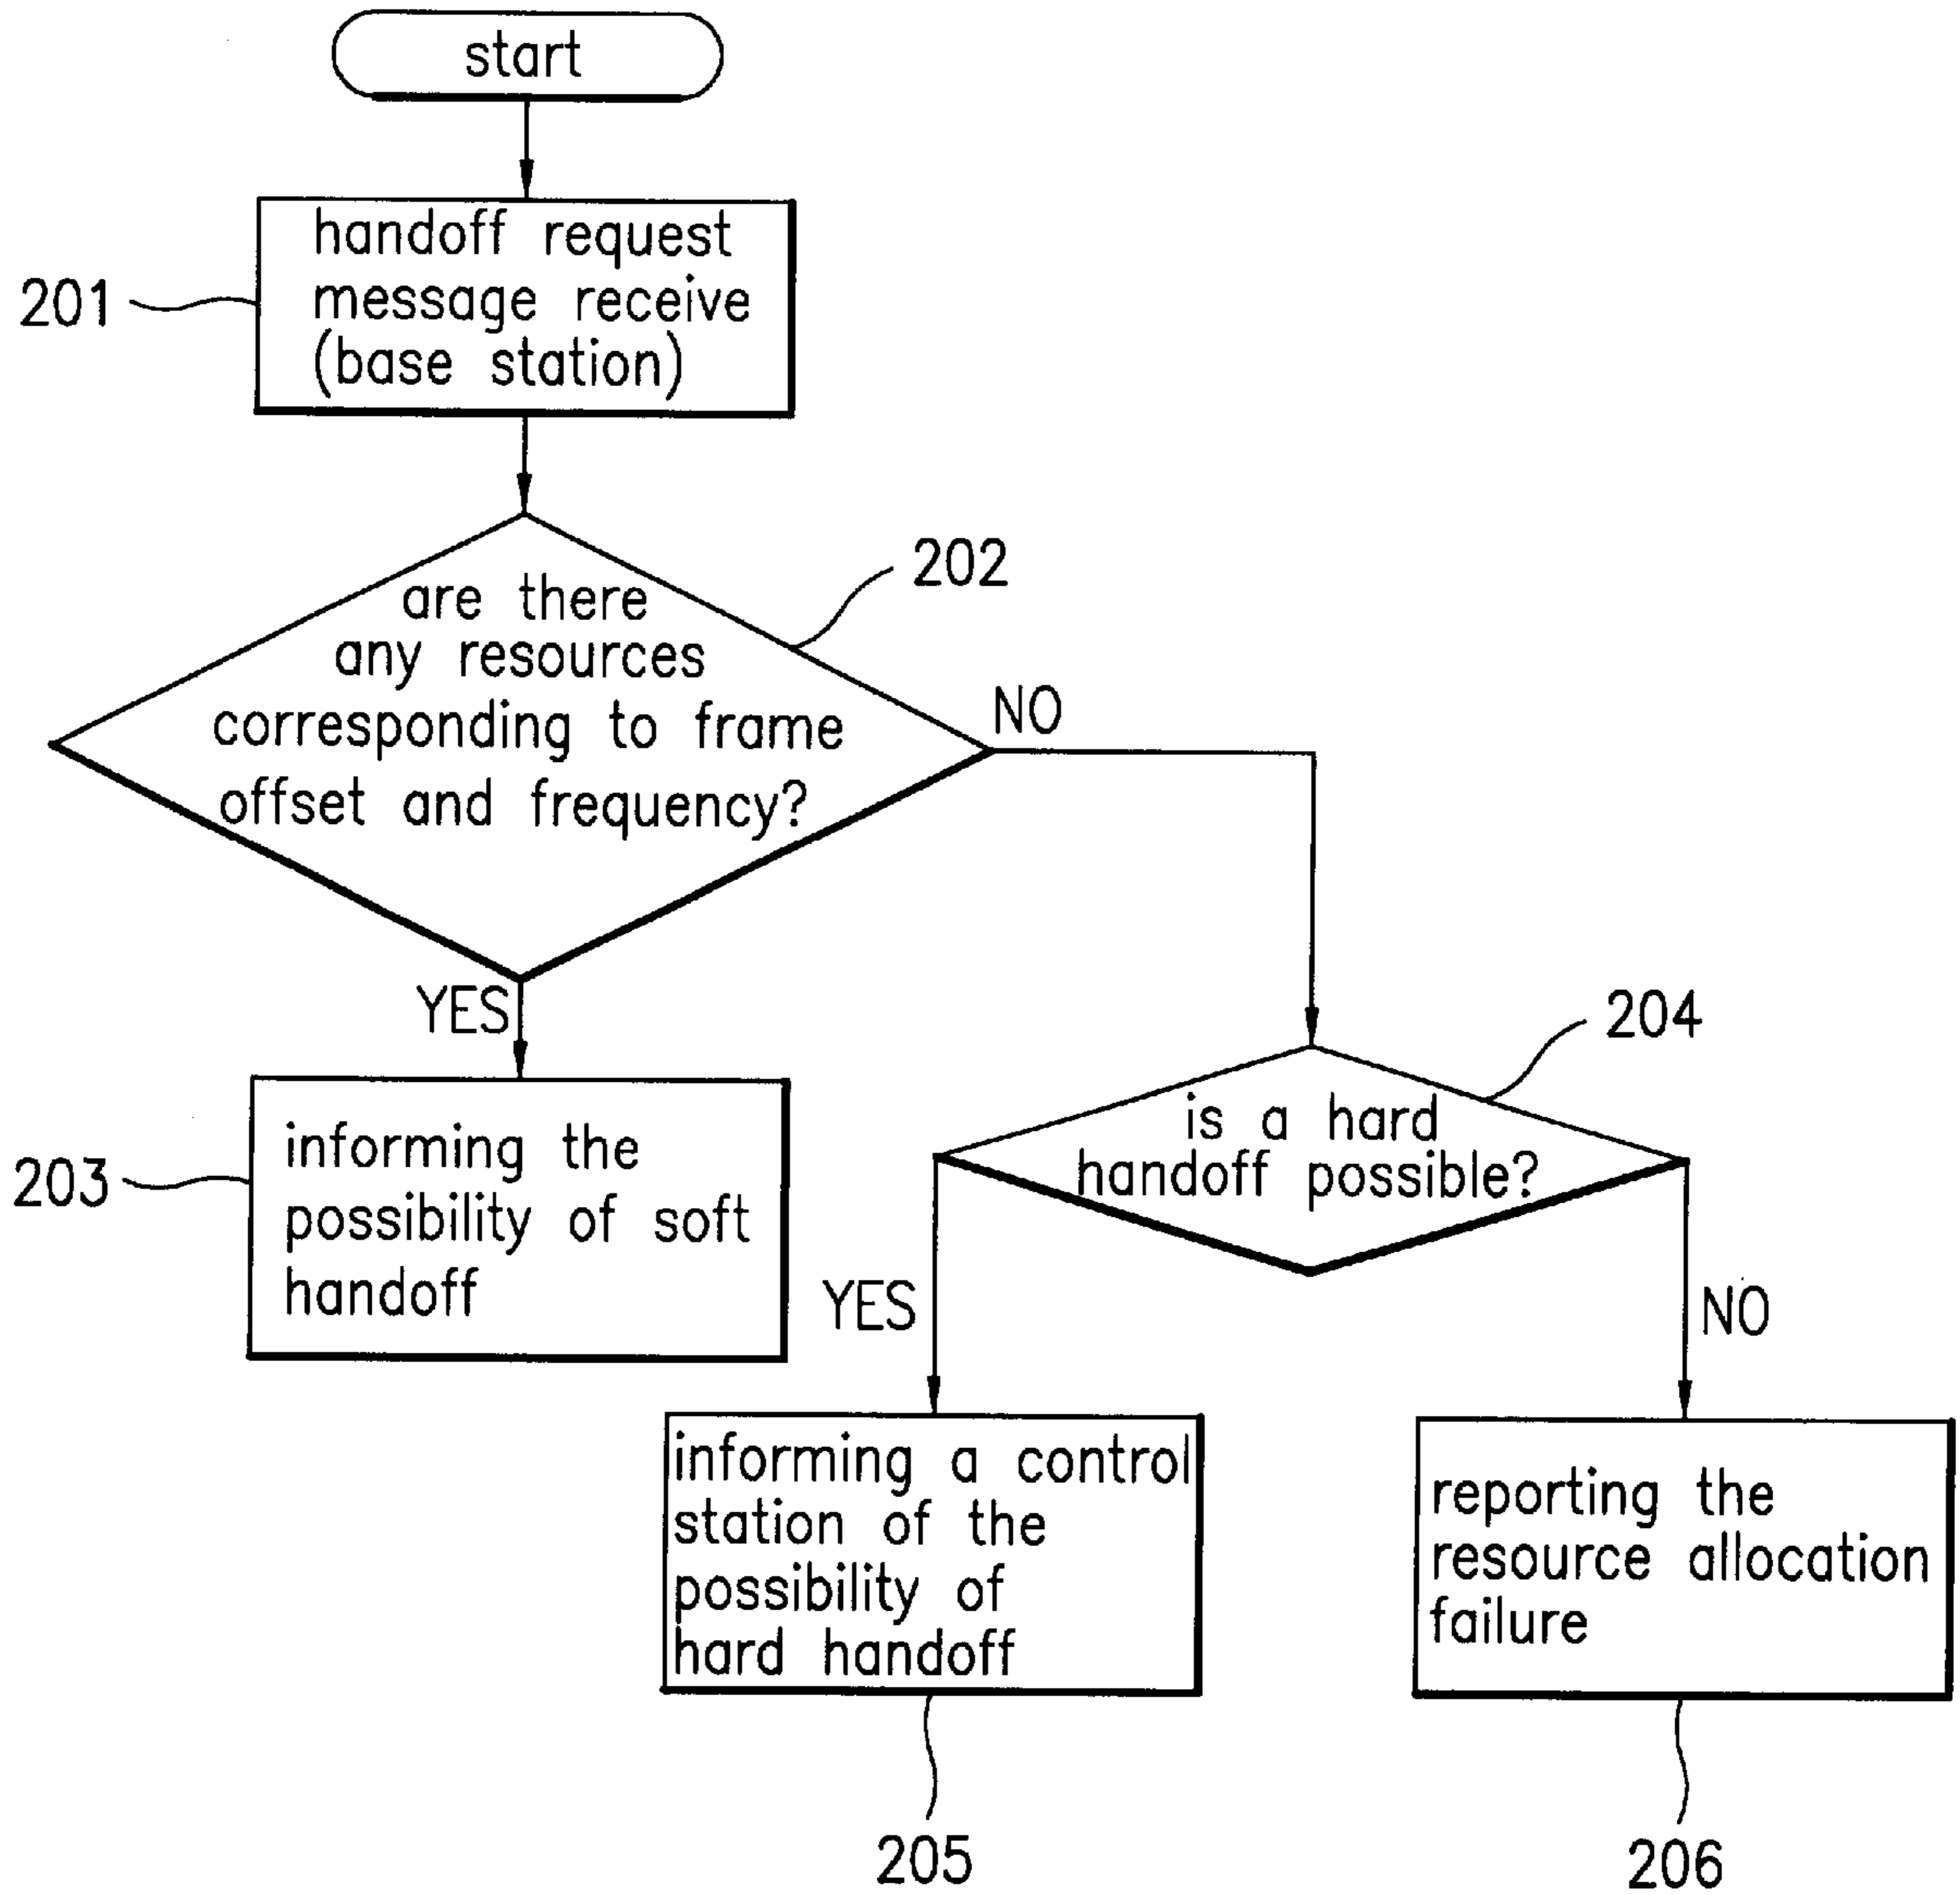 start
handoff request
message receive
(base station)
201
are there
any resources
corresponding to frame
offset and frequency?
202
NO
YES
informing the
possibility of soft
handoff
203
is a hard
handoff possible?
204
YES
NO
informing a control
station of the
possibility of
hard handoff
205
reporting the
resource allocation
failure
206